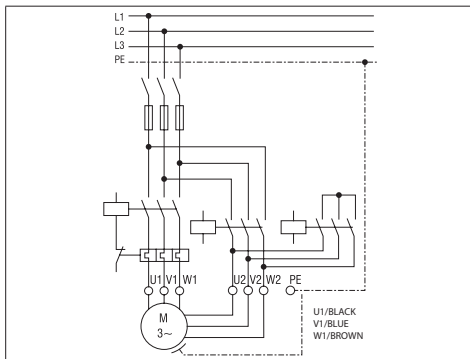 L1
L2
L3
PE
U1 V1 W1 U2 V2 W2 PE
M
3~
U1/BLACK
V1/BLUE
W1/BROWN